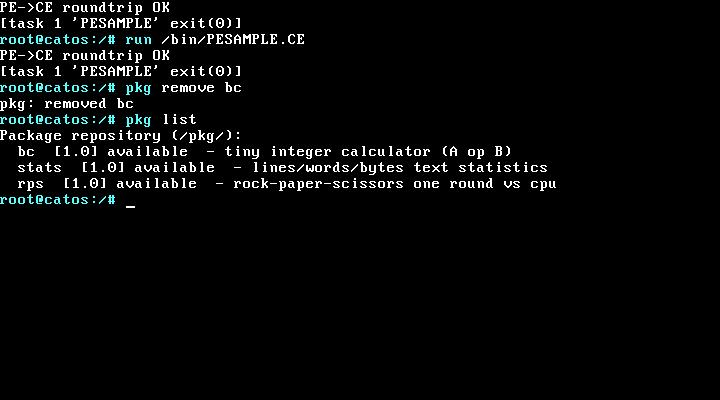 PE->CE roundtrip OK
[task 1 'PESAMPLE' exit(0)]
root@catos:/# run /bin/PESAMPLE.CE
PE->CE roundtrip OK
[task 1 'PESAMPLE' exit(0)]
root@catos:/# pkg remove bc
pkg: removed bc
root@catos:/# pkg list
Package repository (/pkg/):
  bc  [1.0] available  - tiny integer calculator (A op B)
  stats  [1.0] available  - lines/words/bytes text statistics
  rps  [1.0] available  - rock-paper-scissors one round vs cpu
root@catos:/# _